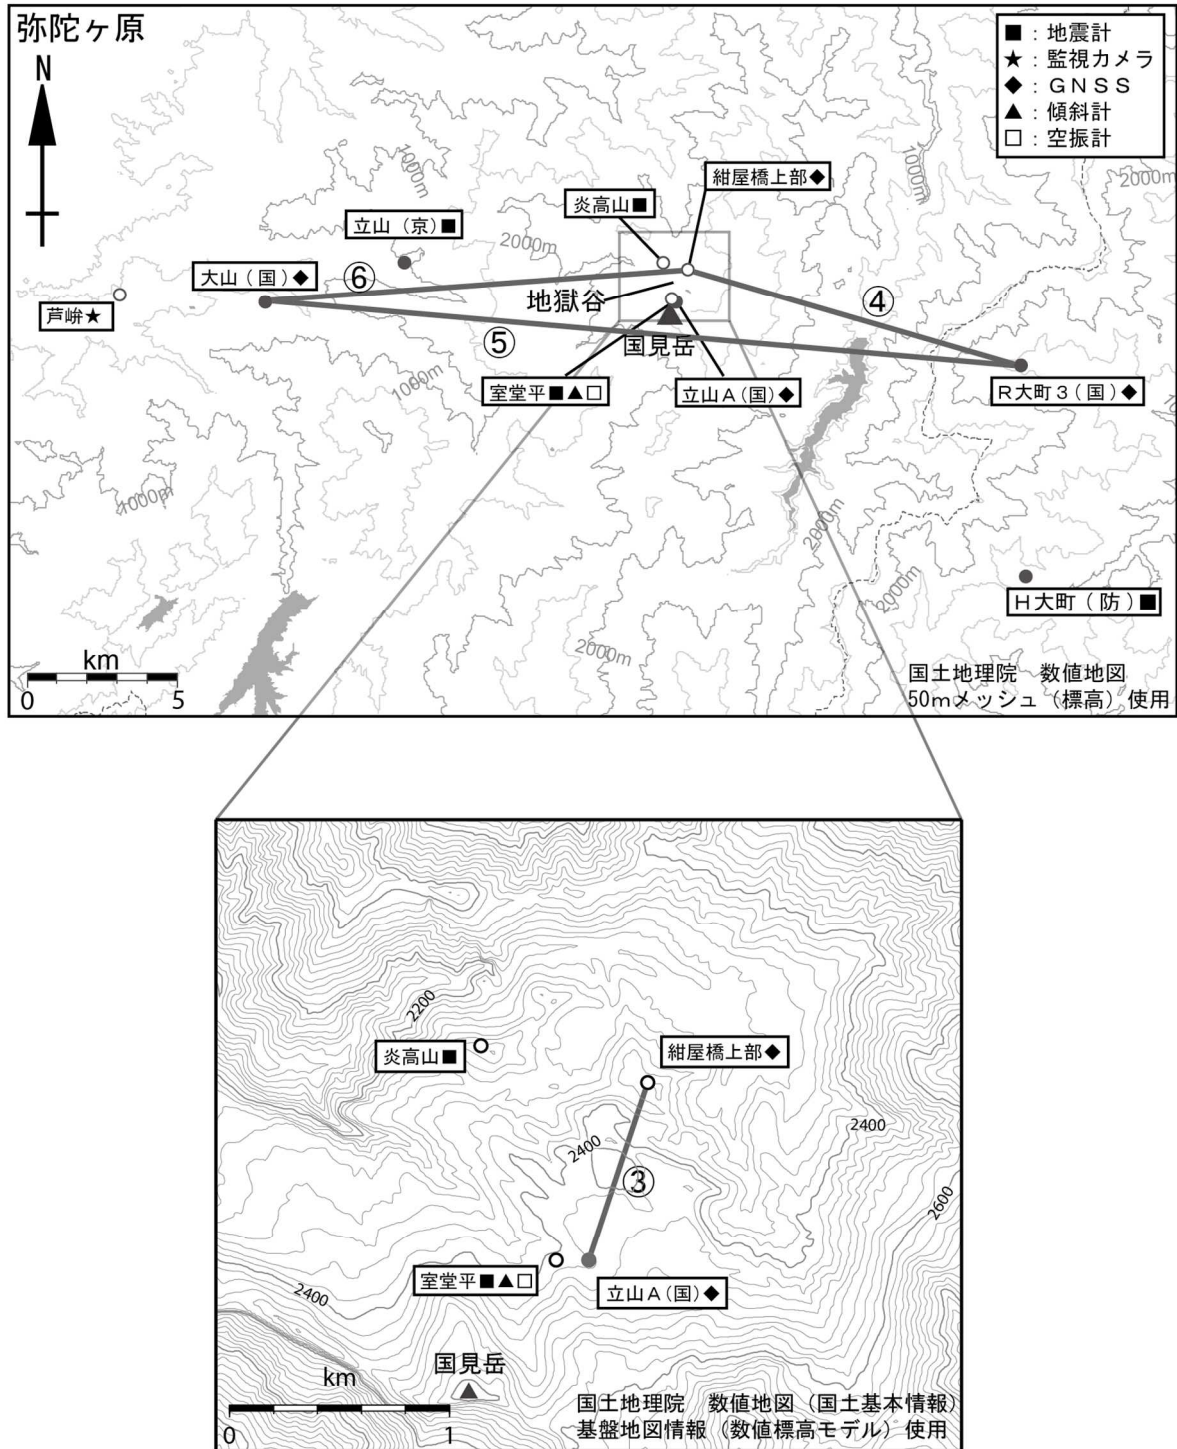 弥陀ヶ原
N
■：地震計
★：監視カメラ
◆：ＧＮＳＳ
▲：傾斜計
□：空振計
1000m
1000m
2000m
紺屋橋上部◆
炎高山■
立山（京）■
2000m
大山（国）◆
⑥
④
芦峅★
地獄谷
⑤
国見岳
室堂平■▲□
立山Ａ(国)◆
Ｒ大町３(国)◆
1000m
1000m
2000m
2000m
2000m
Ｈ大町（防）■
km
0 5
国土地理院　数値地図
50ｍメッシュ（標高）使用
2200
炎高山■
紺屋橋上部◆
2400
2400
③
2600
室堂平■▲□
立山Ａ(国)◆
2400
国見岳
km
0 1
国土地理院　数値地図（国土基本情報）
基盤地図情報（数値標高モデル）使用